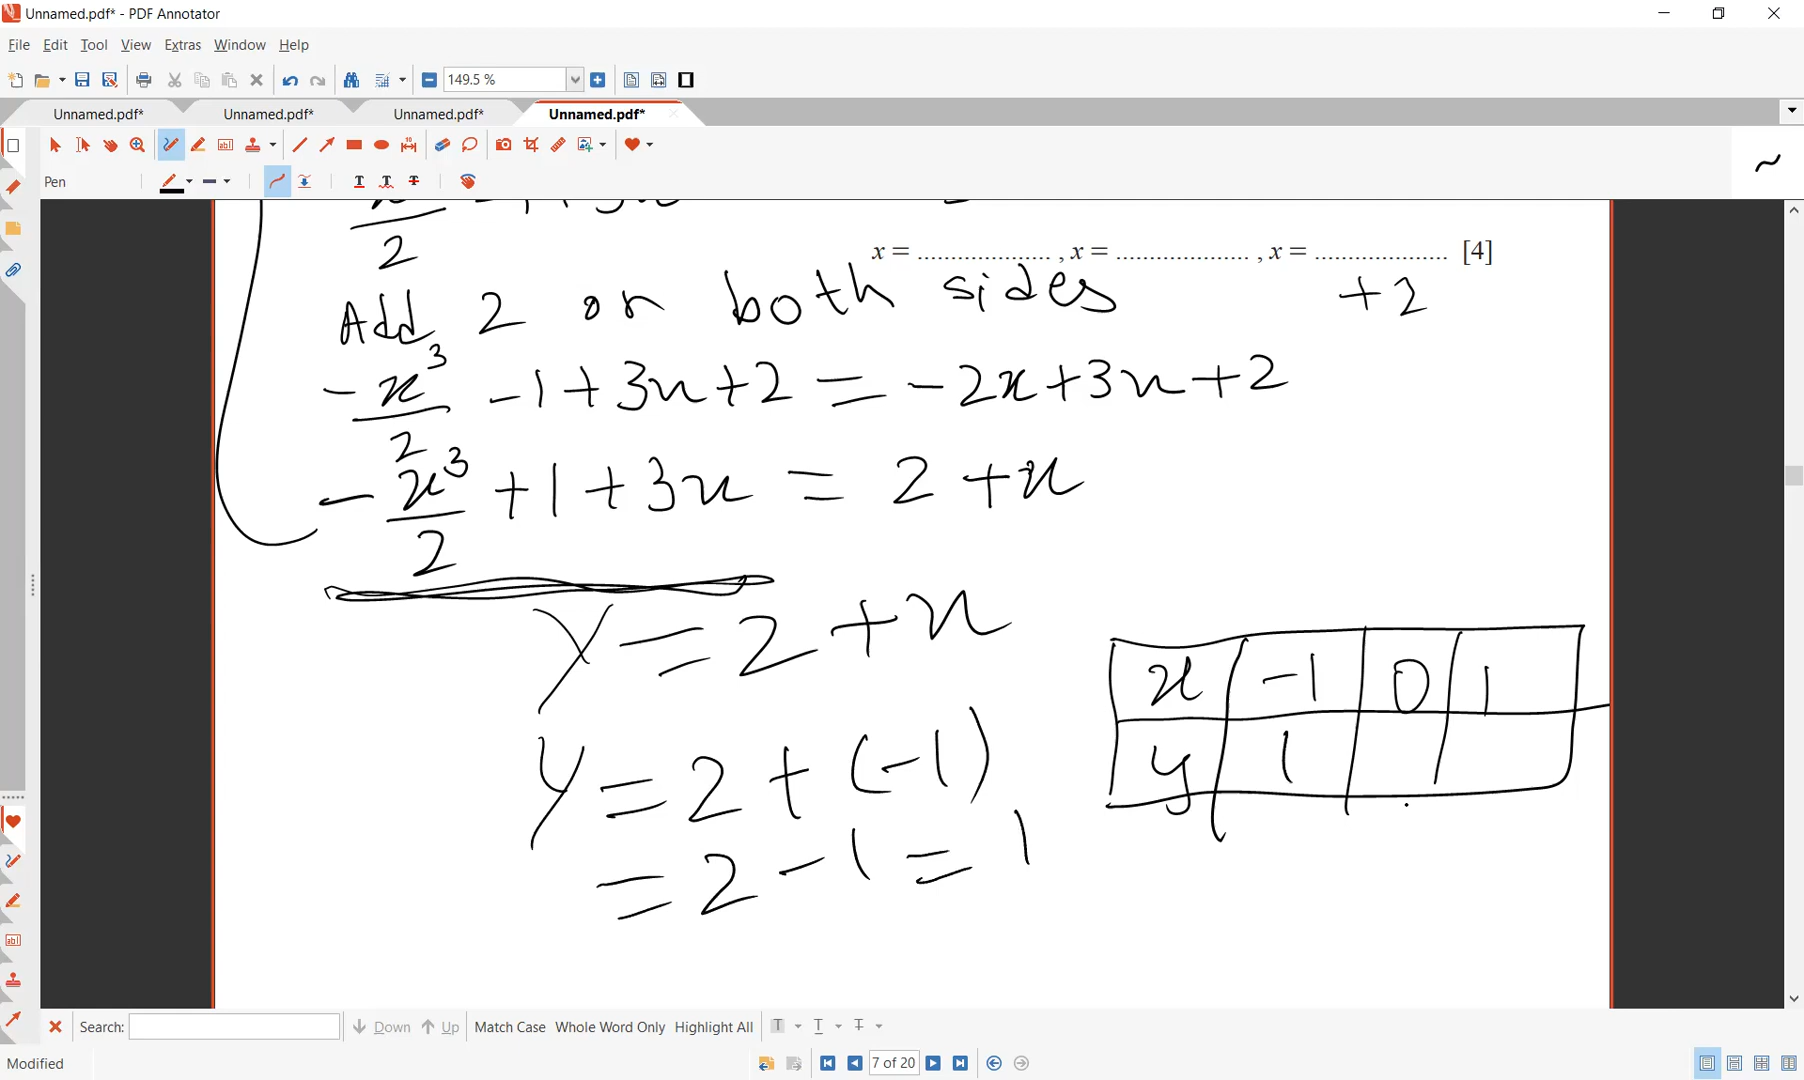 Unnamed.pdf* - PDF Annotator
File Edit Tool View Extras Window Help
149.5 %
Unnamed.pdf* Unnamed.pdf* Unnamed.pdf* Unnamed.pdf*
Pen
2
x = .................... , x = .................... , x = .................... [4]
Add 2 on both sides +2
-x³/2 -1+3x+2 = -2x+3x+2
-x³/2 +1+3x = 2+x
y=2+x
x -1 0 1
y 1
y = 2+(-1)
= 2-1 = 1
Search: Down Up Match Case Whole Word Only Highlight All
Modified 7 of 20